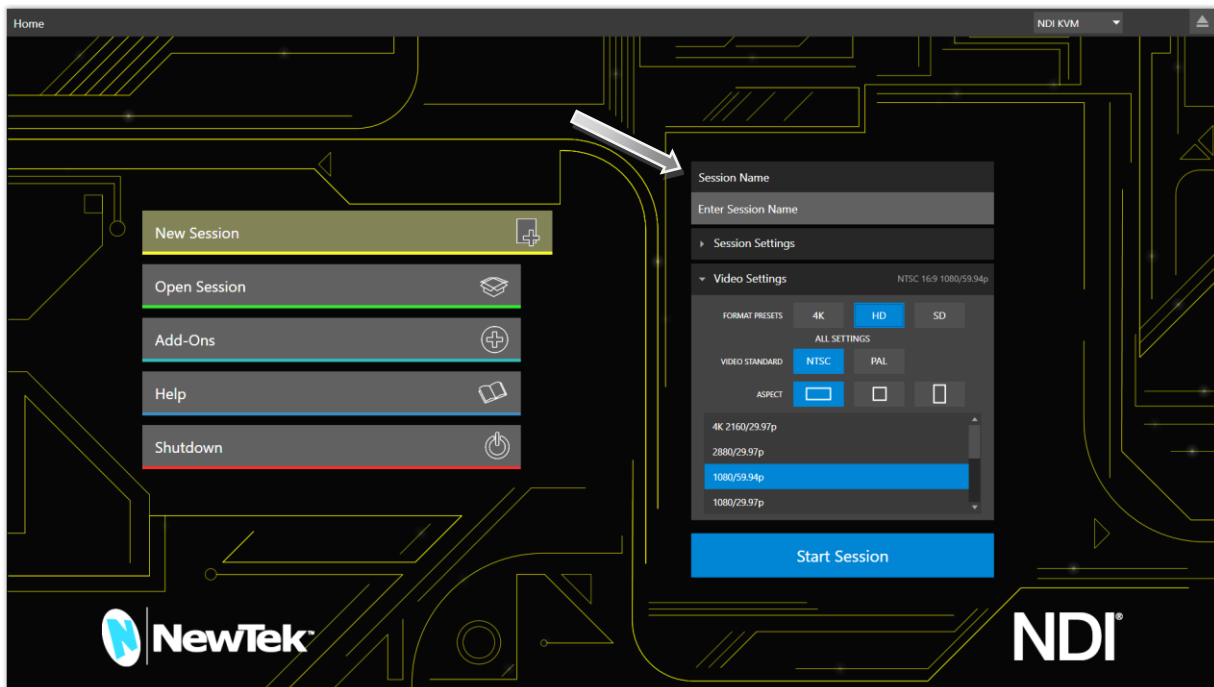 Home
NDI KVM
Session Name
Enter Session Name
New Session
Session Settings
Open Session
Video Settings
NTSC 16:9 1080/59.94p
FORMAT PRESETS 4K HD SD
ALL SETTINGS
Add-Ons
VIDEO STANDARD NTSC PAL
Help
ASPECT
4K 2160/29.97p
Shutdown
2880/29.97p
1080/59.94p
1080/29.97p
Start Session
N NewTek™
NDI®